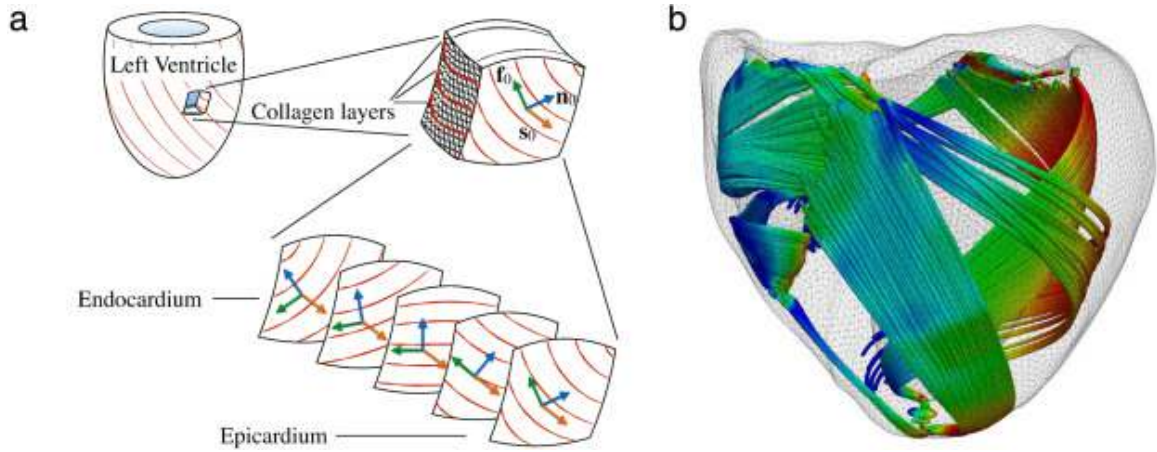 a
b
Left Ventricle
Collagen layers
f₀
n₀
s₀
Endocardium
Epicardium